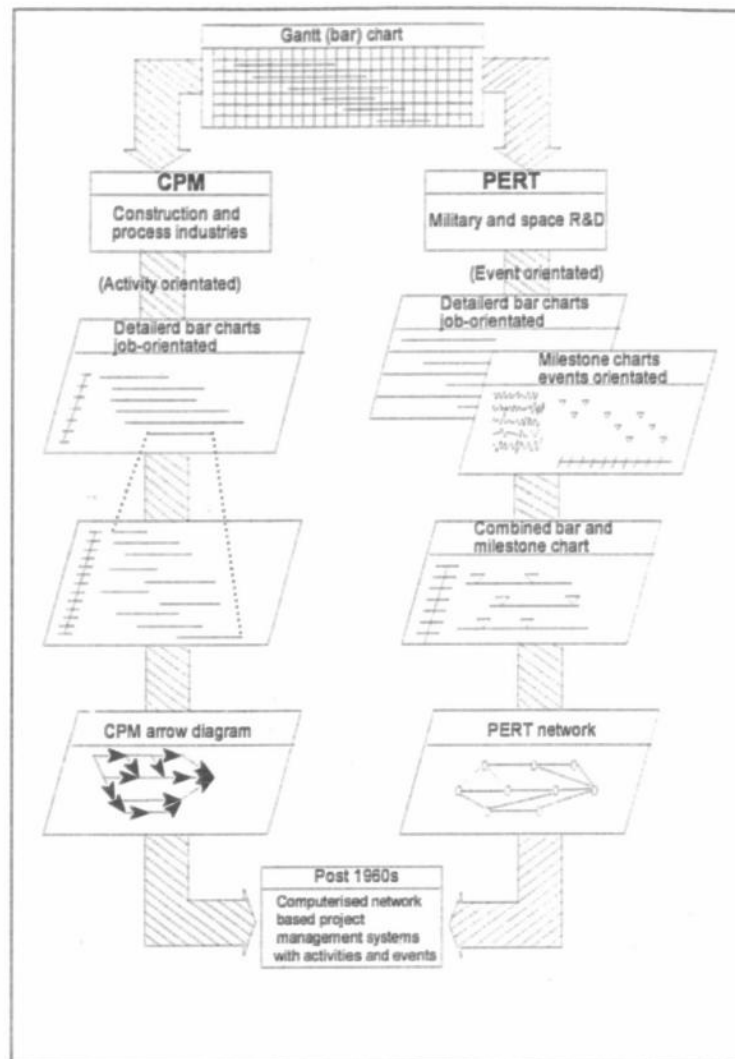 Gantt (bar) chart
CPM
Construction and
process industries
(Activity orientated)
Detailerd bar charts
job-orientated
CPM arrow diagram
PERT
Military and space R&D
(Event orientated)
Detailerd bar charts
job-orientated
Milestone charts
events orientated
Combined bar and
milestone chart
PERT network
Post 1960s
Computerised network
based project
management systems
with activities and events